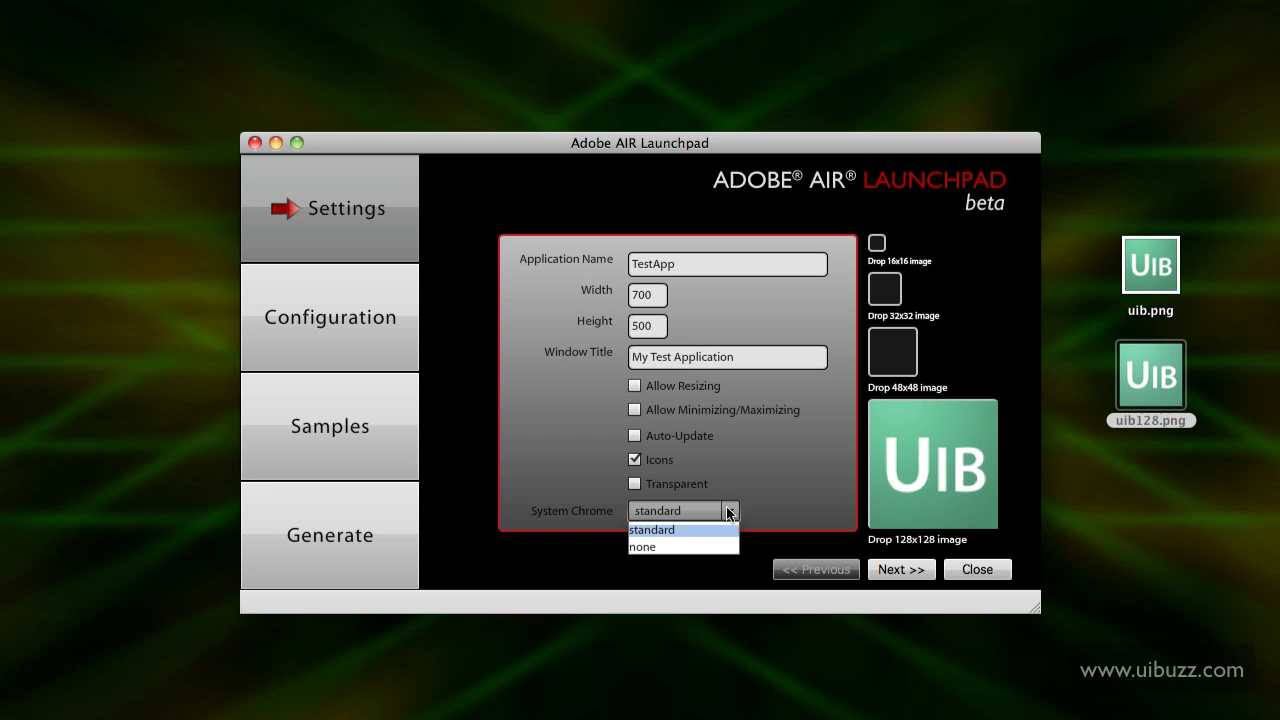 Adobe AIR Launchpad
ADOBE® AIR® LAUNCHPAD
beta
Settings
Configuration
Samples
Generate
Application Name
TestApp
Width
700
Height
500
Window Title
My Test Application
Allow Resizing
Allow Minimizing/Maximizing
Auto-Update
Icons
Transparent
System Chrome
standard
standard
none
Drop 16x16 image
Drop 32x32 image
Drop 48x48 image
UIB
Drop 128x128 image
<< Previous
Next >>
Close
UIB
uib.png
UIB
uib128.png
www.uibuzz.com